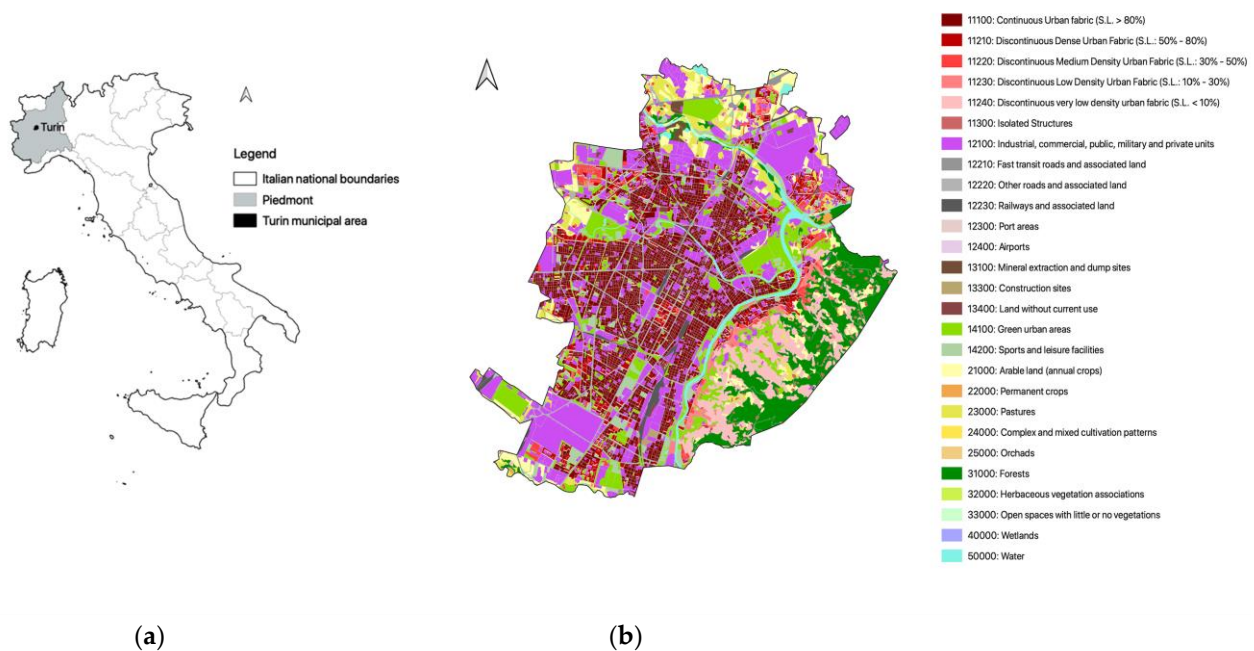 Turin
Legend
Italian national boundaries
Piedmont
Turin municipal area
(a)
11100: Continuous Urban fabric (S.L. > 80%)
11210: Discontinuous Dense Urban Fabric (S.L.: 50% - 80%)
11220: Discontinuous Medium Density Urban Fabric (S.L.: 30% - 50%)
11230: Discontinuous Low Density Urban Fabric (S.L.: 10% - 30%)
11240: Discontinuous very low density urban fabric (S.L. < 10%)
11300: Isolated Structures
12100: Industrial, commercial, public, military and private units
12210: Fast transit roads and associated land
12220: Other roads and associated land
12230: Railways and associated land
12300: Port areas
12400: Airports
13100: Mineral extraction and dump sites
13300: Construction sites
13400: Land without current use
14100: Green urban areas
14200: Sports and leisure facilities
21000: Arable land (annual crops)
22000: Permanent crops
23000: Pastures
24000: Complex and mixed cultivation patterns
25000: Orchads
31000: Forests
32000: Herbaceous vegetation associations
33000: Open spaces with little or no vegetations
40000: Wetlands
50000: Water
(b)